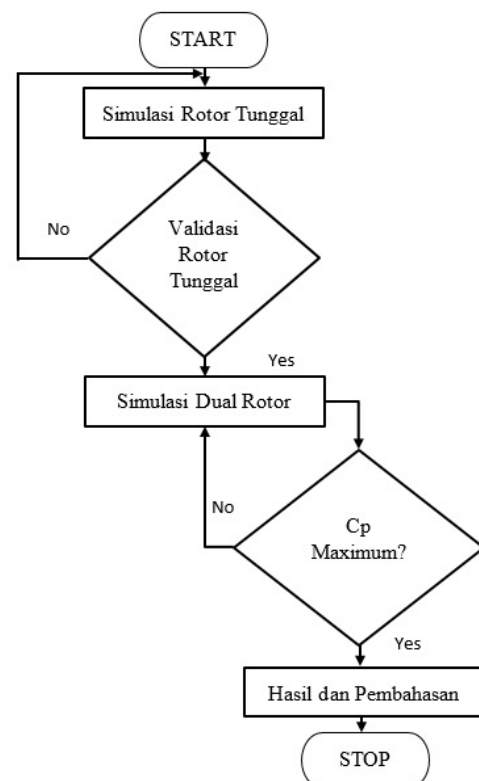 START
Simulasi Rotor Tunggal
No
Validasi
Rotor
Tunggal
Yes
Simulasi Dual Rotor
No
Cp
Maximum?
Yes
Hasil dan Pembahasan
STOP